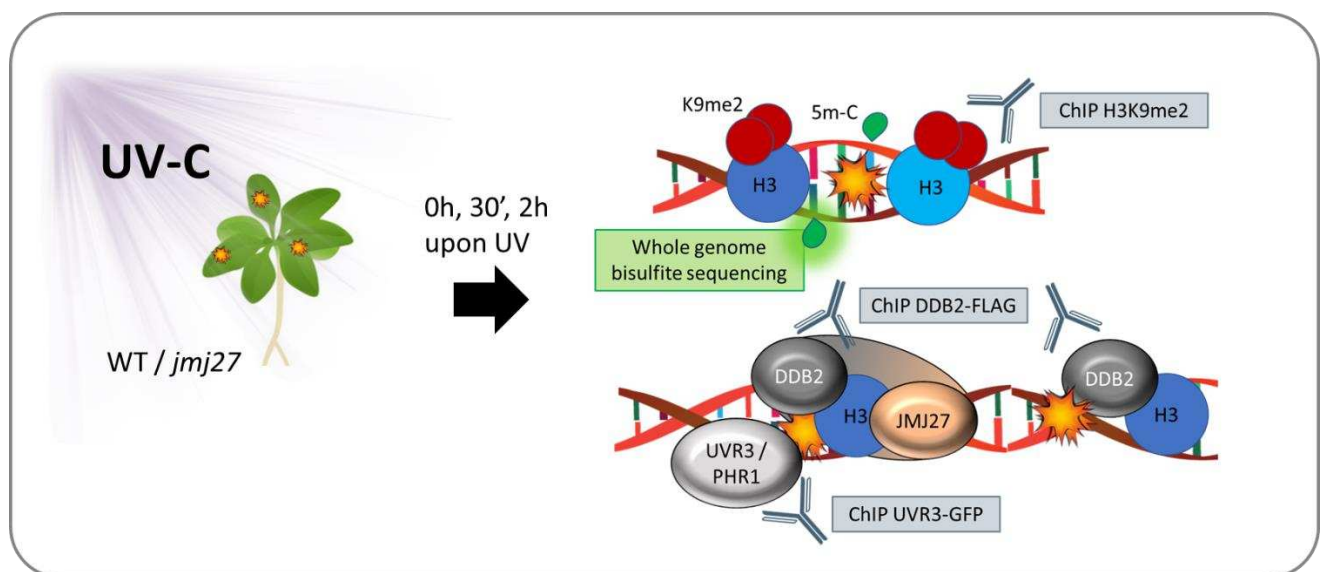 UV-C
WT / jmj27
0h, 30’, 2h
upon UV
K9me2
5m-C
ChIP H3K9me2
H3
H3
Whole genome
bisulfite sequencing
ChIP DDB2-FLAG
DDB2
DDB2
H3
JMJ27
H3
UVR3 /
PHR1
ChIP UVR3-GFP